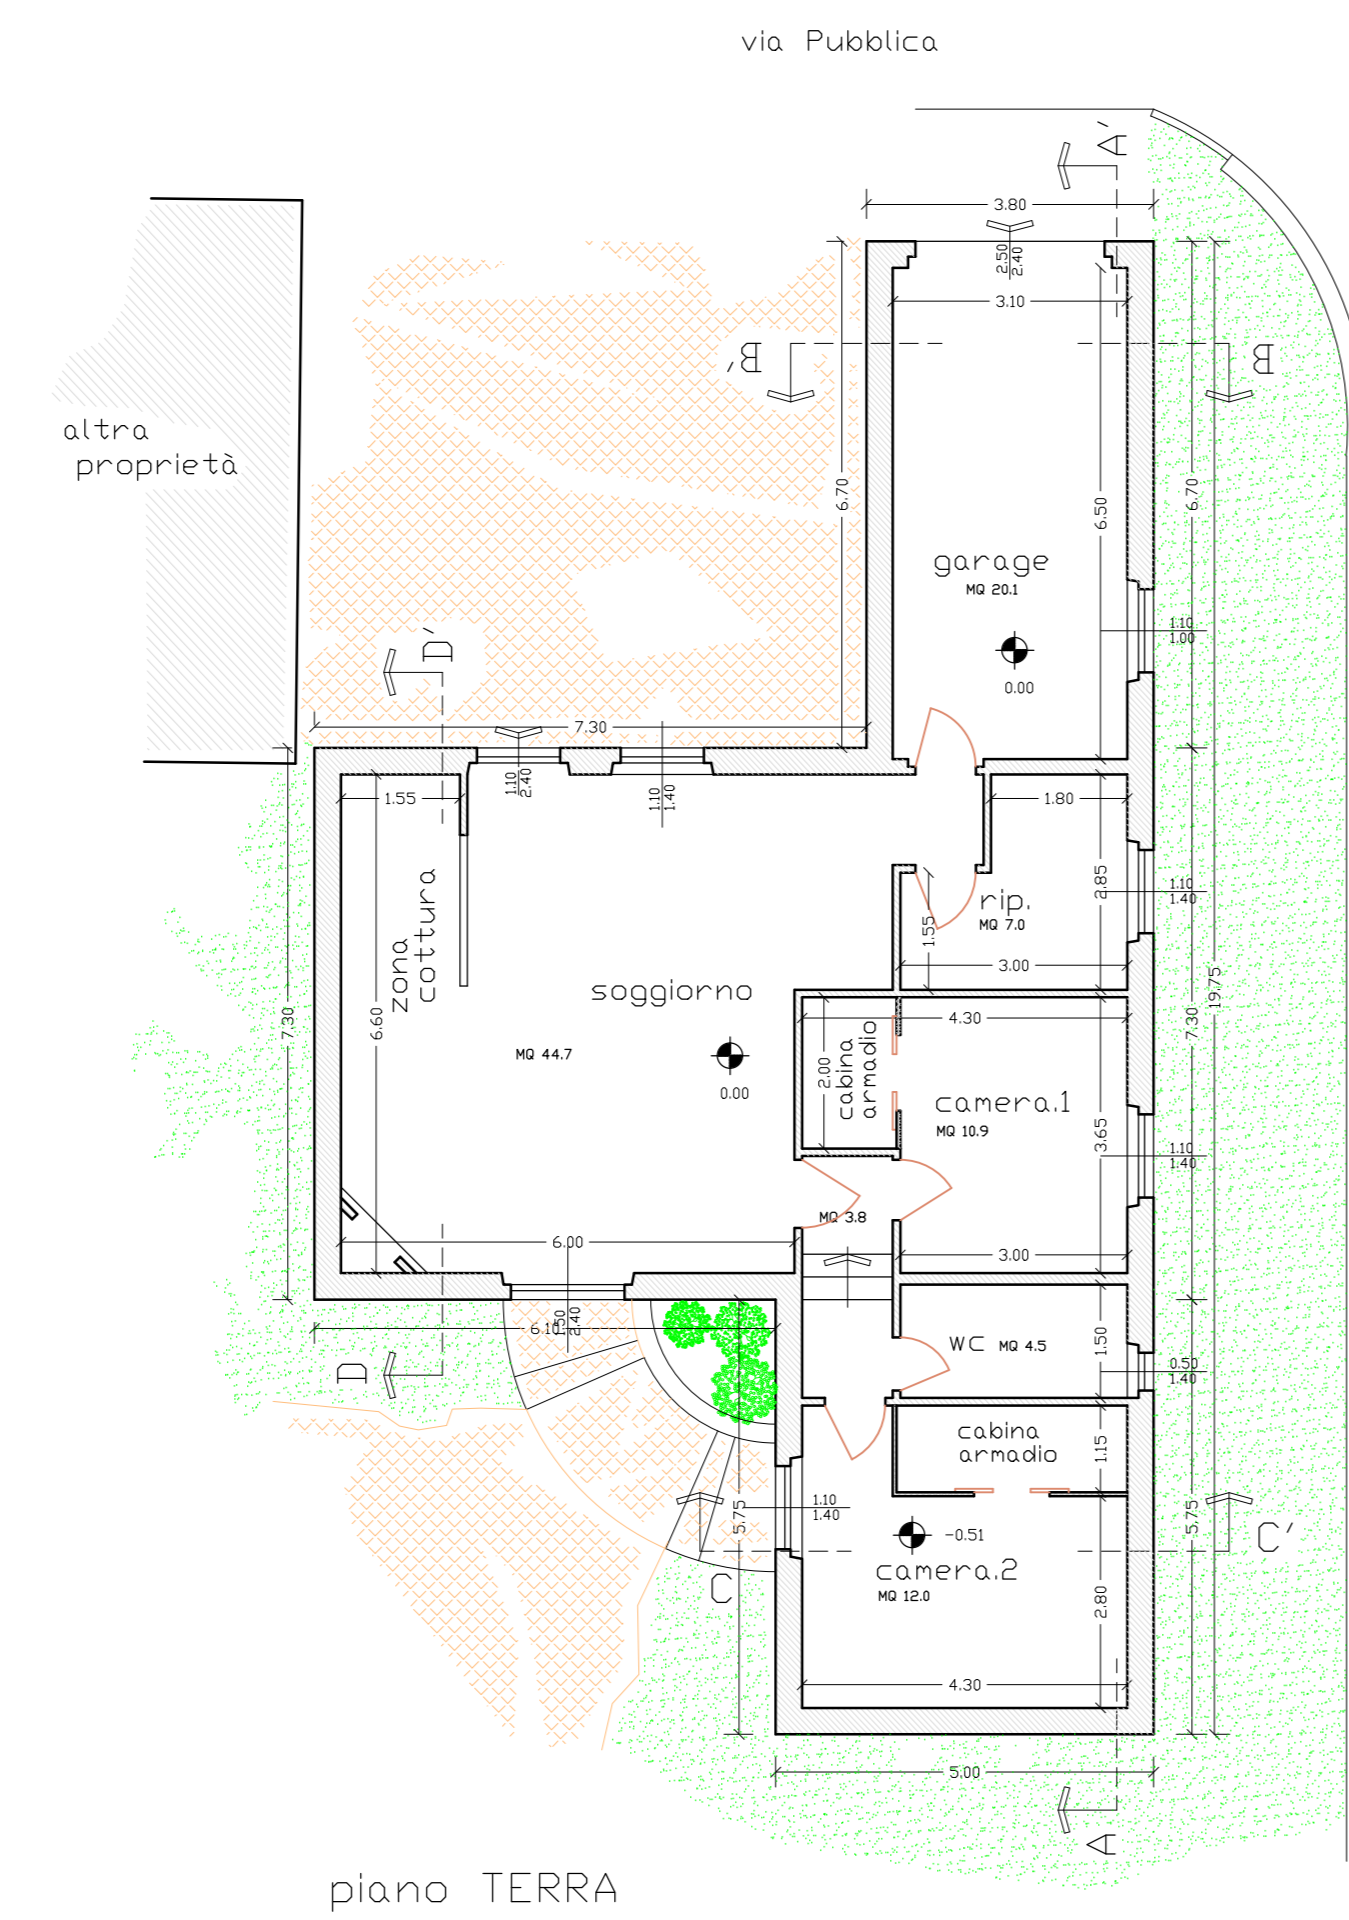 via Pubblica
A'
3.80
2.50
2.40
3.10
B'
B
altra
proprietà
6.70
6.50
6.70
garage
MQ 20.1
0.00
1.10
1.00
D'
7.30
1.10
2.40
1.10
1.40
1.55
1.80
zona
cottura
6.60
7.30
rip.
MQ 7.0
1.55
2.85
3.00
1.10
1.40
soggiorno
MQ 44.7
0.00
19.75
7.30
4.30
2.00
cabina
armadio
camera.1
MQ 10.9
3.65
1.10
1.40
MQ 3.8
6.00
3.00
6.10
1.50
2.40
WC MQ 4.5
1.50
0.50
1.40
D
cabina
armadio
1.15
1.10
1.40
5.75
5.75
-0.51
C
C'
camera.2
MQ 12.0
2.80
4.30
5.00
A
piano TERRA